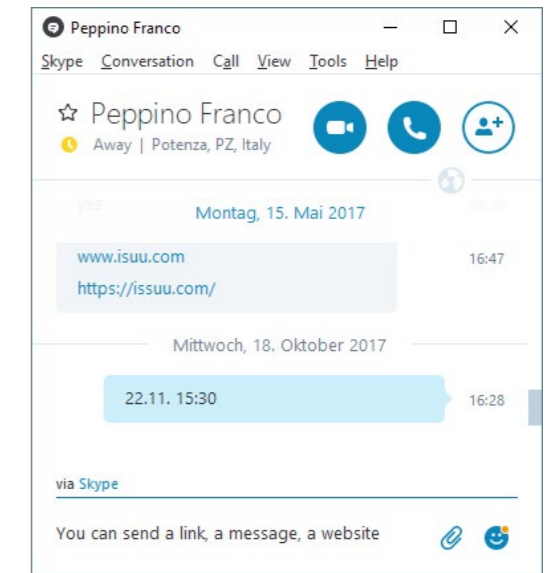 Peppino Franco
Skype Conversation Call View Tools Help
Peppino Franco
Away | Potenza, PZ, Italy
yes
Montag, 15. Mai 2017
www.isuu.com
16:47
https://issuu.com/
Mittwoch, 18. Oktober 2017
22.11. 15:30
16:28
via Skype
You can send a link, a message, a website